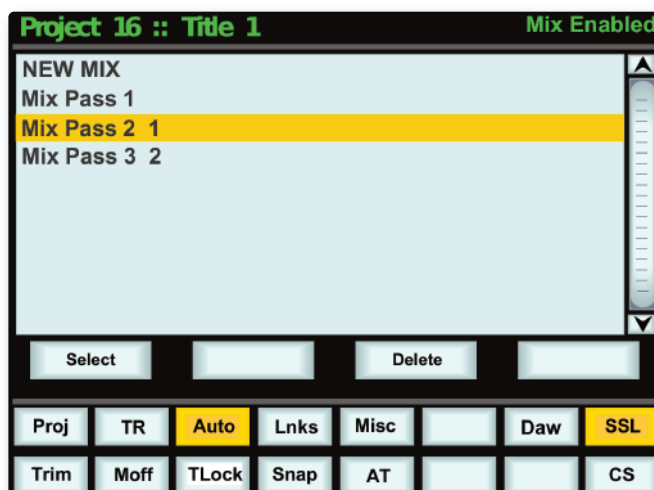 Project 16 :: Title 1 Mix Enabled
NEW MIX
Mix Pass 1
Mix Pass 2 1
Mix Pass 3 2
Select Delete
Proj TR Auto Lnks Misc Daw SSL
Trim Moff TLock Snap AT CS